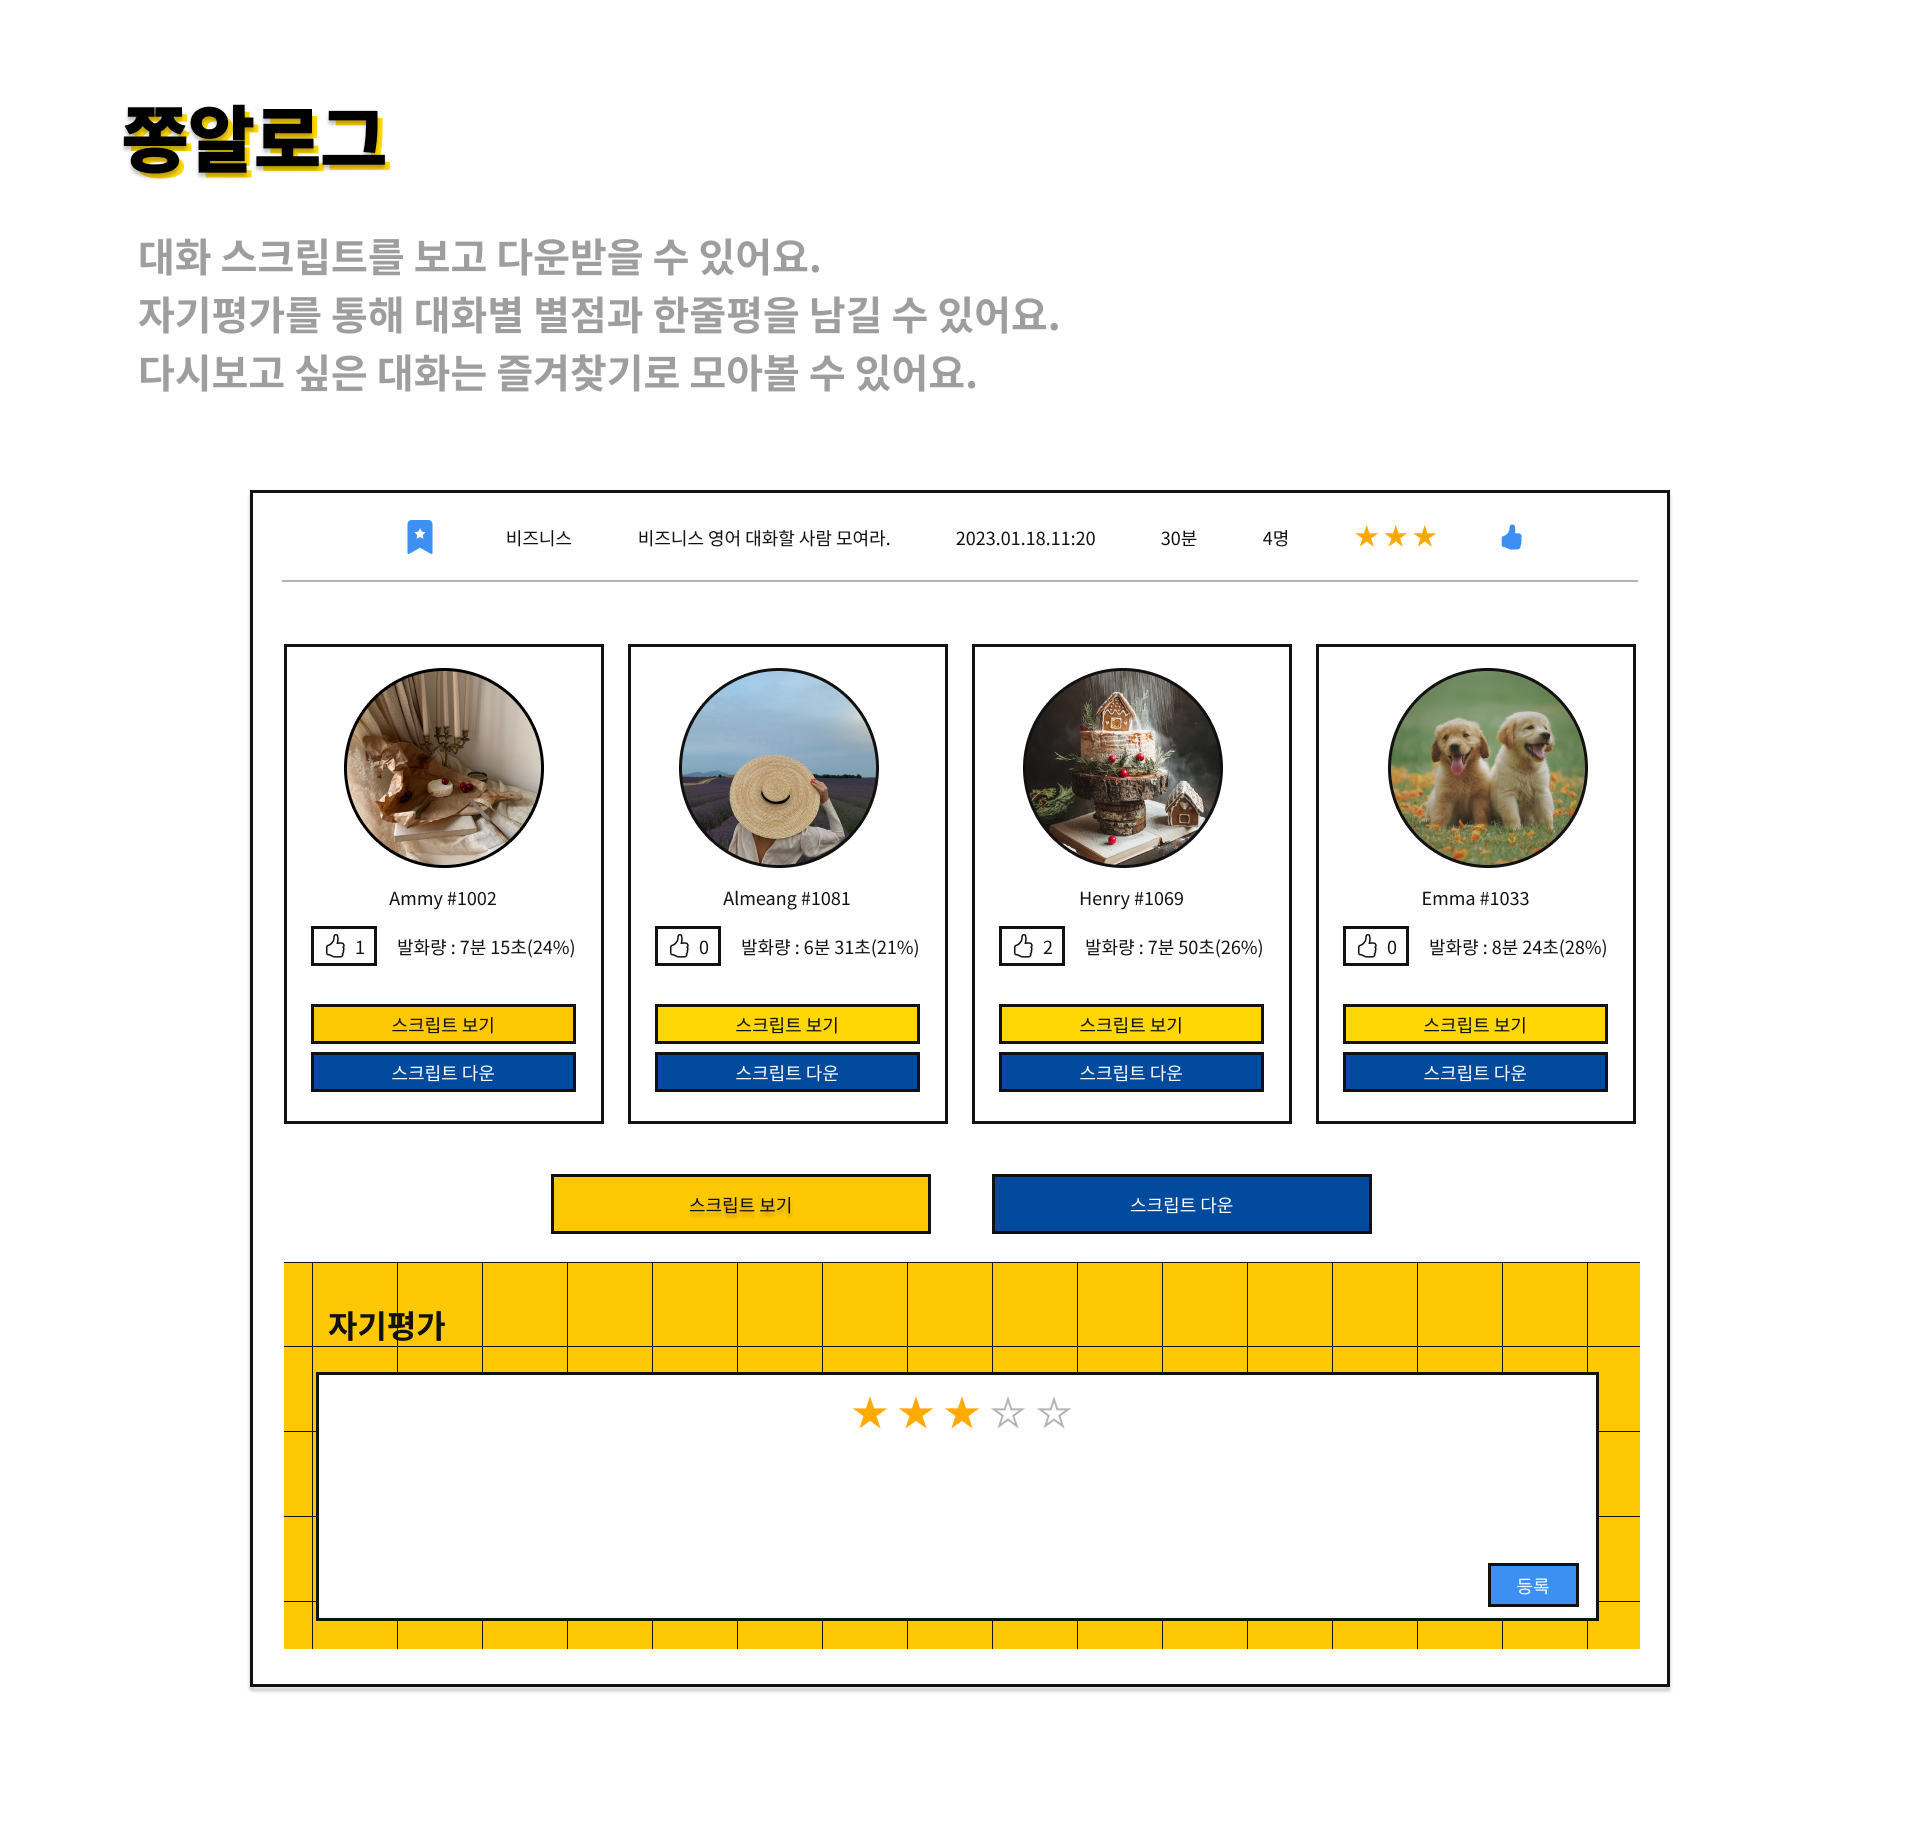 쫑알로그
대화 스크립트를 보고 다운받을 수 있어요.
자기평가를 통해 대화별 별점과 한줄평을 남길 수 있어요.
다시보고 싶은 대화는 즐겨찾기로 모아볼 수 있어요.
비즈니스 비즈니스 영어 대화할 사람 모여라. 2023.01.18.11:20 30분 4명
Ammy #1002
1 발화량 : 7분 15초(24%)
스크립트 보기
스크립트 다운
Almeang #1081
0 발화량 : 6분 31초(21%)
스크립트 보기
스크립트 다운
Henry #1069
2 발화량 : 7분 50초(26%)
스크립트 보기
스크립트 다운
Emma #1033
0 발화량 : 8분 24초(28%)
스크립트 보기
스크립트 다운
스크립트 보기 스크립트 다운
자기평가
등록